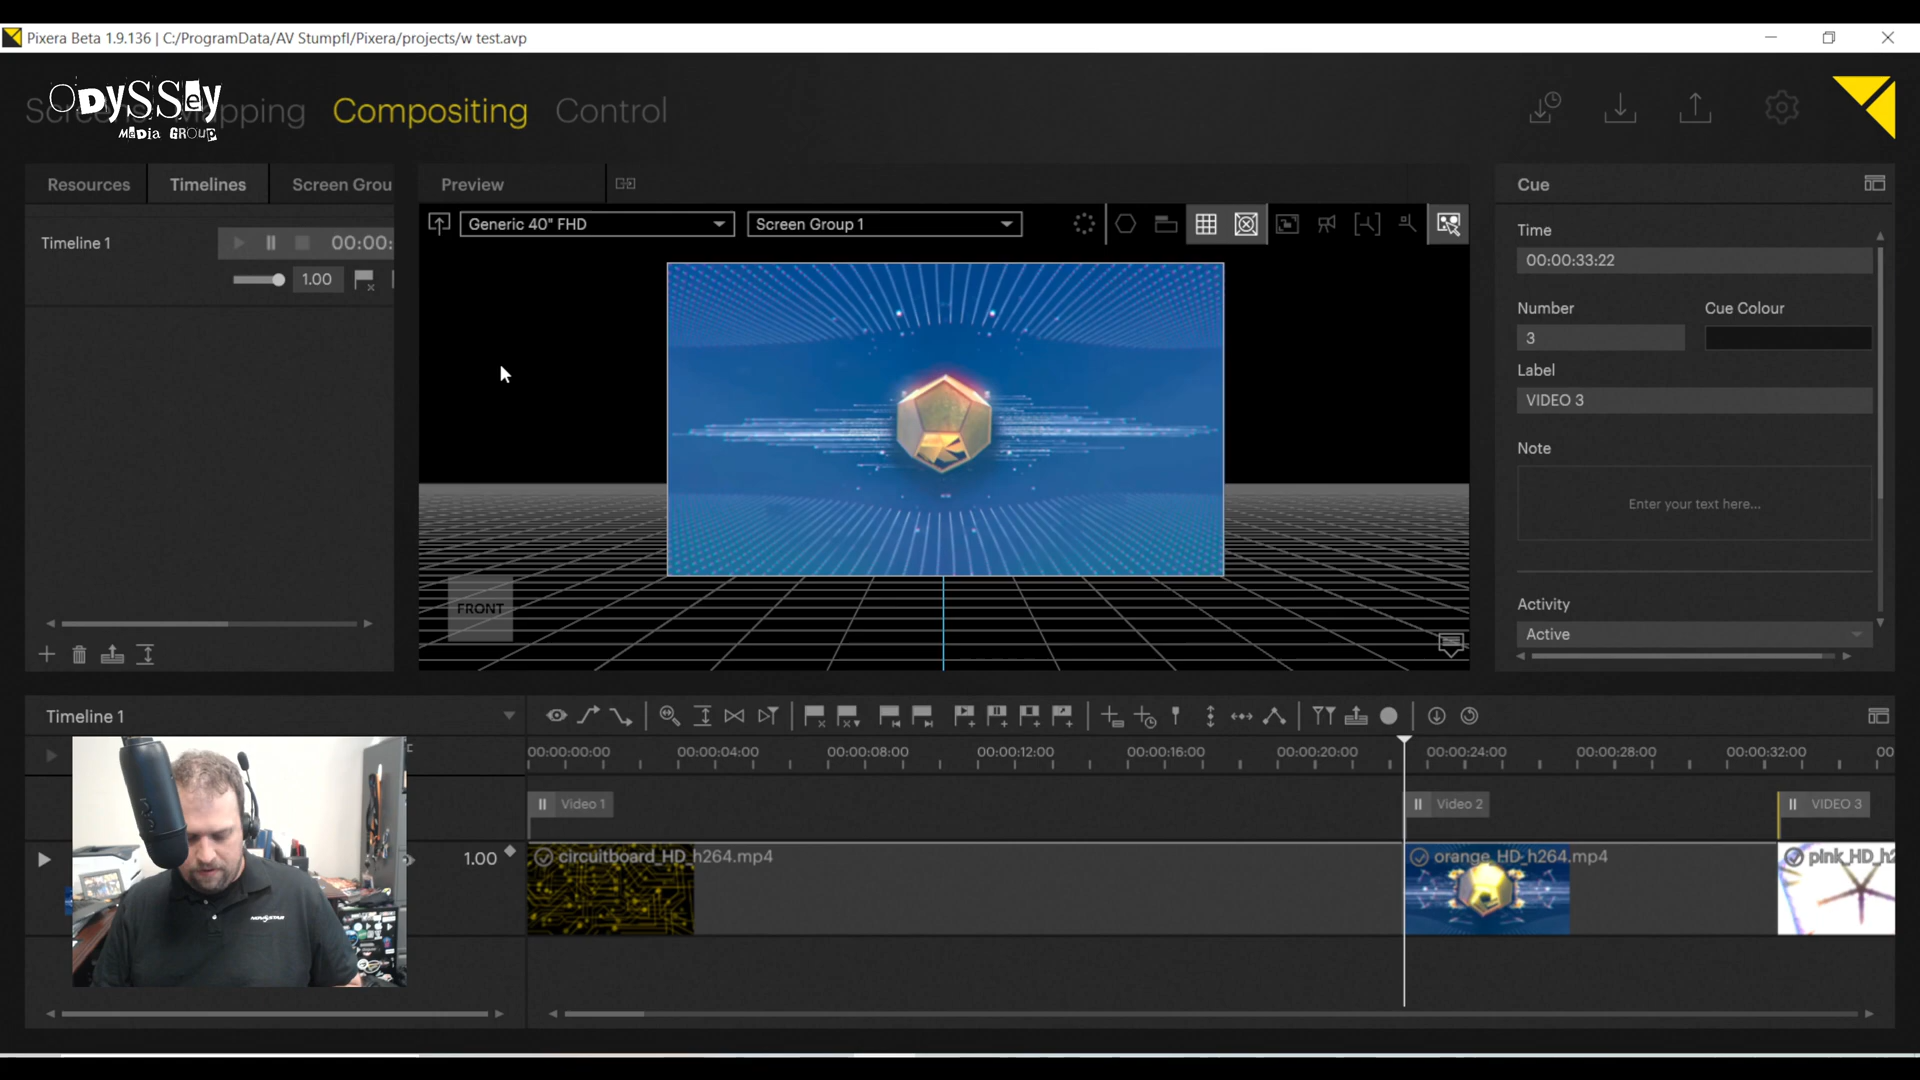 Pixera Beta 1.9.136 | C:/ProgramData/AV Stumpfl/Pixera/projects/w test.avp
ODySSEy
MeDia GROUp
Compositing
Control
Resources
Timelines
Screen Grou
Timeline 1
00:00:
1.00
Preview
Generic 40" FHD
Screen Group 1
FRONT
Cue
Time
00:00:33:22
Number
Cue Colour
3
Label
VIDEO 3
Note
Enter your text here...
Activity
Active
Timeline 1
00:00:00:00
00:00:04:00
00:00:08:00
00:00:12:00
00:00:16:00
00:00:20:00
00:00:24:00
00:00:28:00
00:00:32:00
00
Video 1
Video 2
VIDEO 3
1.00
circuitboard_HD_h264.mp4
orange_HD_h264.mp4
pink_HD_h2
NOVASTAR